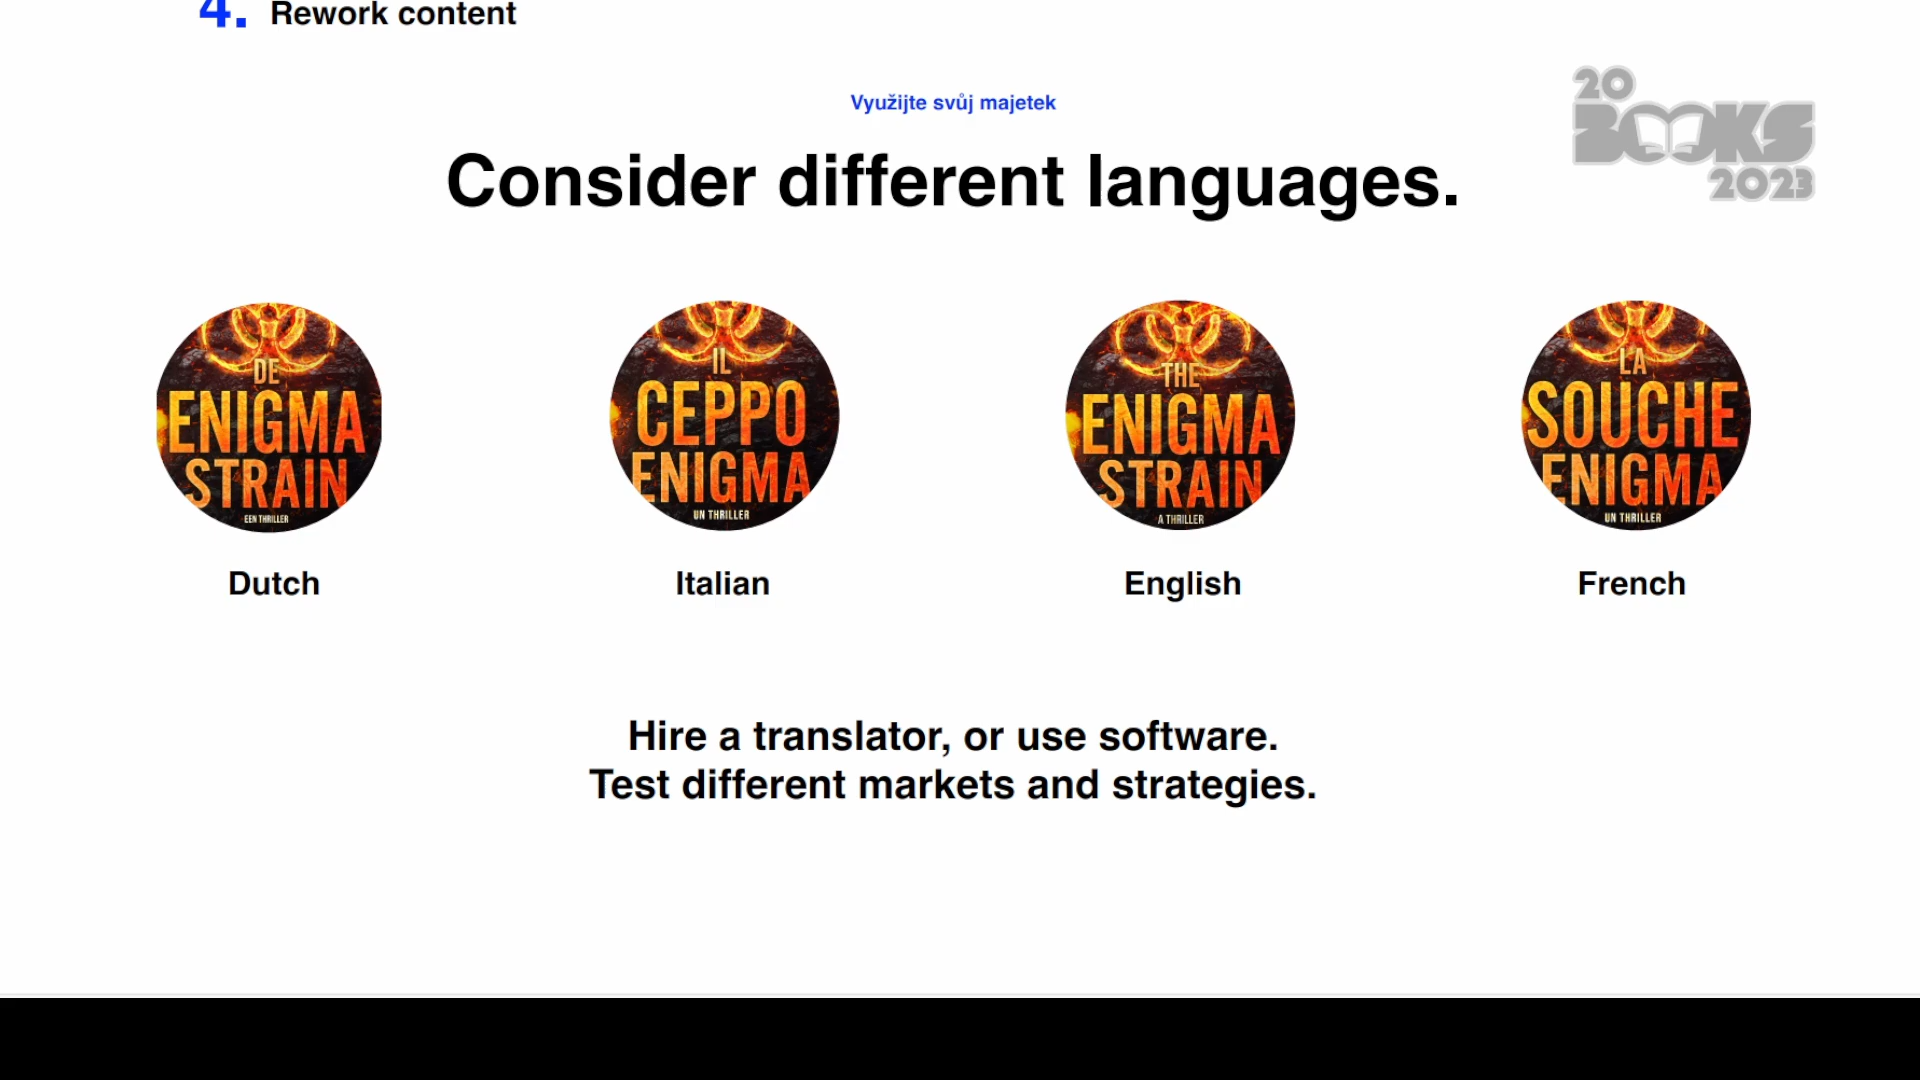 4. Rework content
Využijte svůj majetek
20
BOOKS
2023
Consider different languages.
DE
ENIGMA
STRAIN
EEN THRILLER
IL
CEPPO
ENIGMA
UN THRILLER
THE
ENIGMA
STRAIN
A THRILLER
LA
SOUCHE
ENIGMA
UN THRILLER
Dutch
Italian
English
French
Hire a translator, or use software.
Test different markets and strategies.